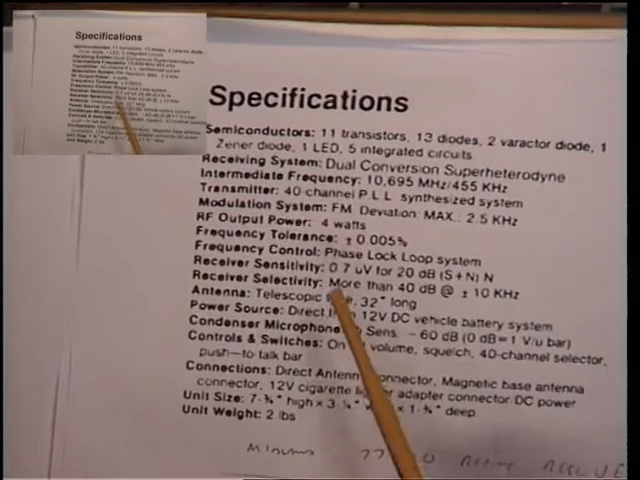 Specifications
Semiconductors: 11 transistors, 13 diodes, 2 varactor diode, 1
Zener diode, 1 LED, 5 integrated circuits
Receiving System: Dual Conversion Superheterodyne
Intermediate Frequency: 10,695 MHz/455 KHz
Transmitter: 40-channel P.L.L. synthesized system
Modulation System: FM Deviation MAX.: 2.5 KHz
RF Output Power: 4 watts
Frequency Tolerance: ± 0.005%
Frequency Control: Phase Lock Loop system
Receiver Sensitivity: 0.7 uV for 20 dB (S+N) N
Receiver Selectivity: More than 40 dB @ ± 10 KHz
Antenna: Telescopic 32" long
Power Source: Direct 12V DC vehicle battery system
Condenser Microphone Sens. -60 dB (0 dB=1 V/u bar)
Controls & Switches: volume, squelch, 40-channel selector,
push-to-talk bar
Connections: Direct Antenna connector, Magnetic base antenna
connector, 12V cigarette adapter connector DC power
Unit Size: 7-¾" high × 3 × 1-¾" deep
Unit Weight: 2 lbs